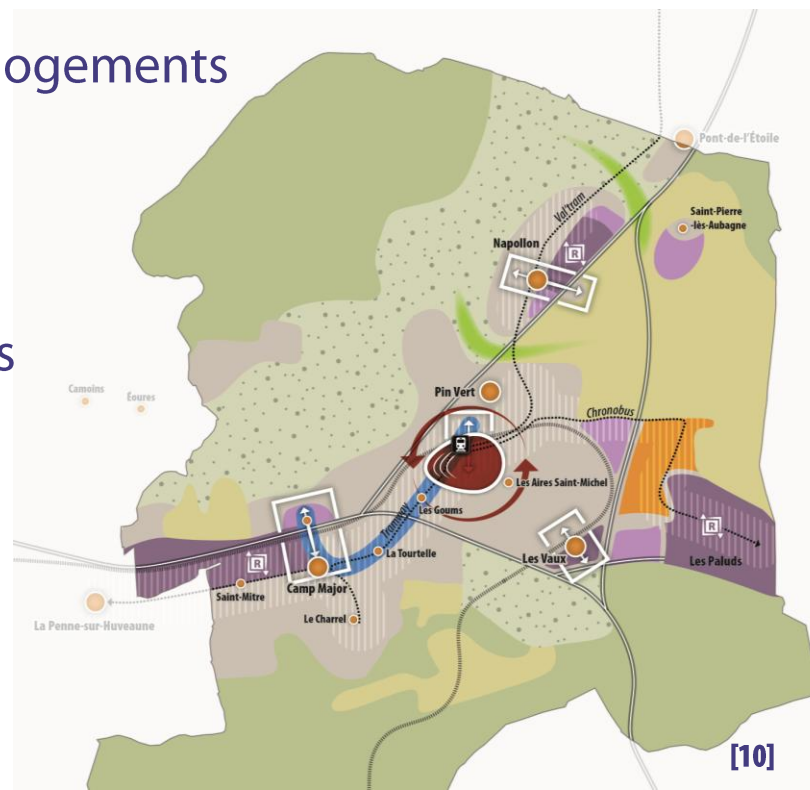 ogements
Pont-de-l'Étoile
Saint-Pierre
-lès-Aubagne
Val'tram
Napollon
R
s
Camoins
Éoures
Pin Vert
Chronobus
Les Aires Saint-Michel
Les Goums
Tramway
R
La Tourtelle
Les Vaux
R
Les Paluds
Saint-Mitre
Camp Major
La Penne-sur-Huveaune
Le Charrel
[10]